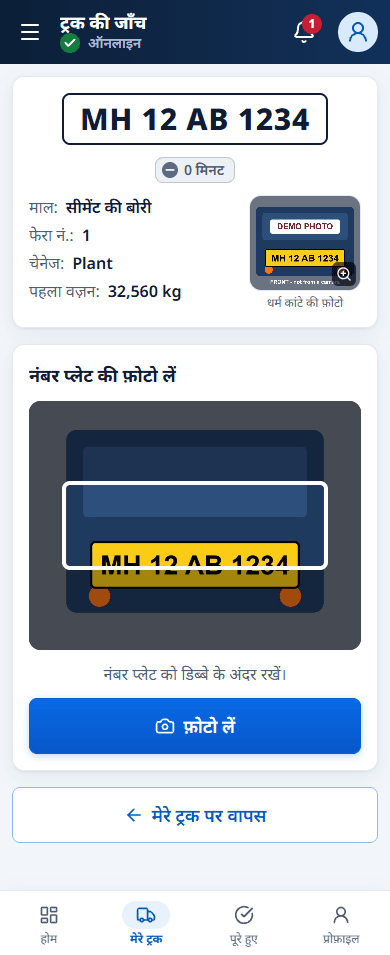 ट्रक की जाँच
ऑनलाइन
1
MH 12 AB 1234
0 मिनट
माल: सीमेंट की बोरी
फेरा नं.: 1
चेनेज: Plant
पहला वज़न: 32,560 kg
DEMO PHOTO
MH 12 AB 1234
धर्म कांटे की फ़ोटो
नंबर प्लेट की फ़ोटो लें
MH 12 AB 1234
नंबर प्लेट को डिब्बे के अंदर रखें।
फ़ोटो लें
मेरे ट्रक पर वापस
होम
मेरे ट्रक
पूरे हुए
प्रोफ़ाइल